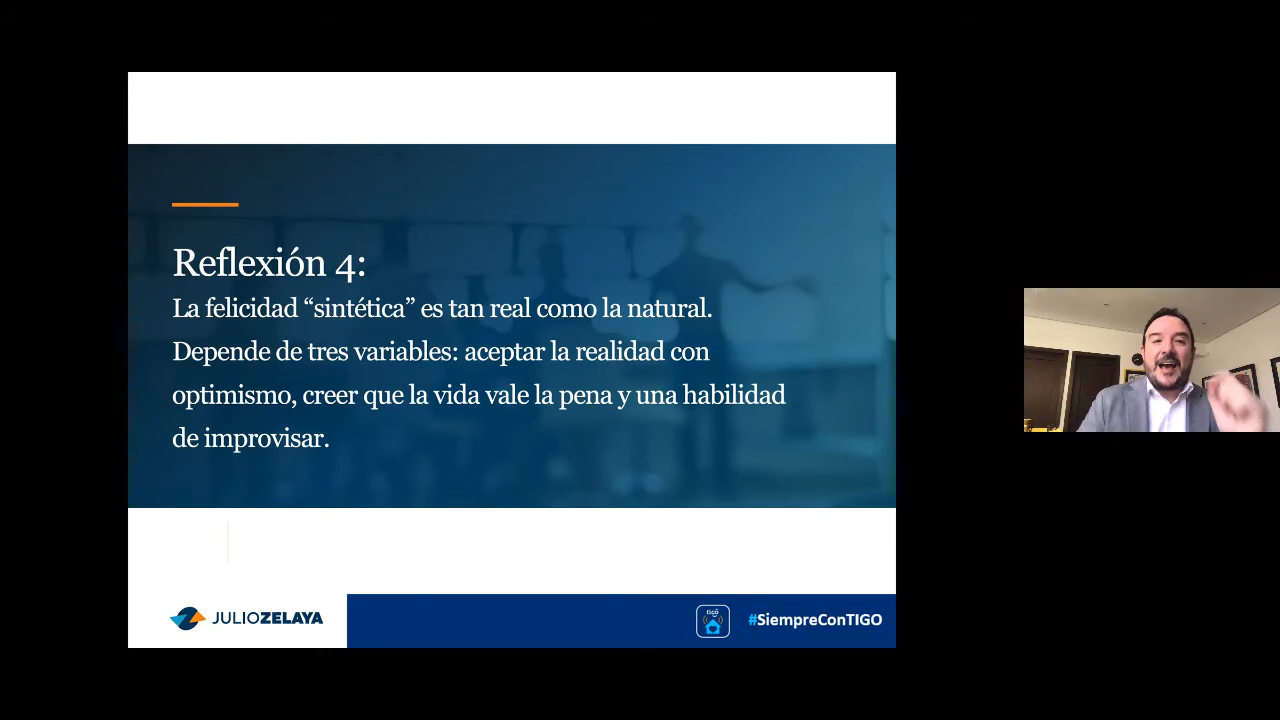 Reflexión 4:
La felicidad “sintética” es tan real como la natural.
Depende de tres variables: aceptar la realidad con
optimismo, creer que la vida vale la pena y una habilidad
de improvisar.
JULIOZELAYA
tigo
#SiempreConTIGO